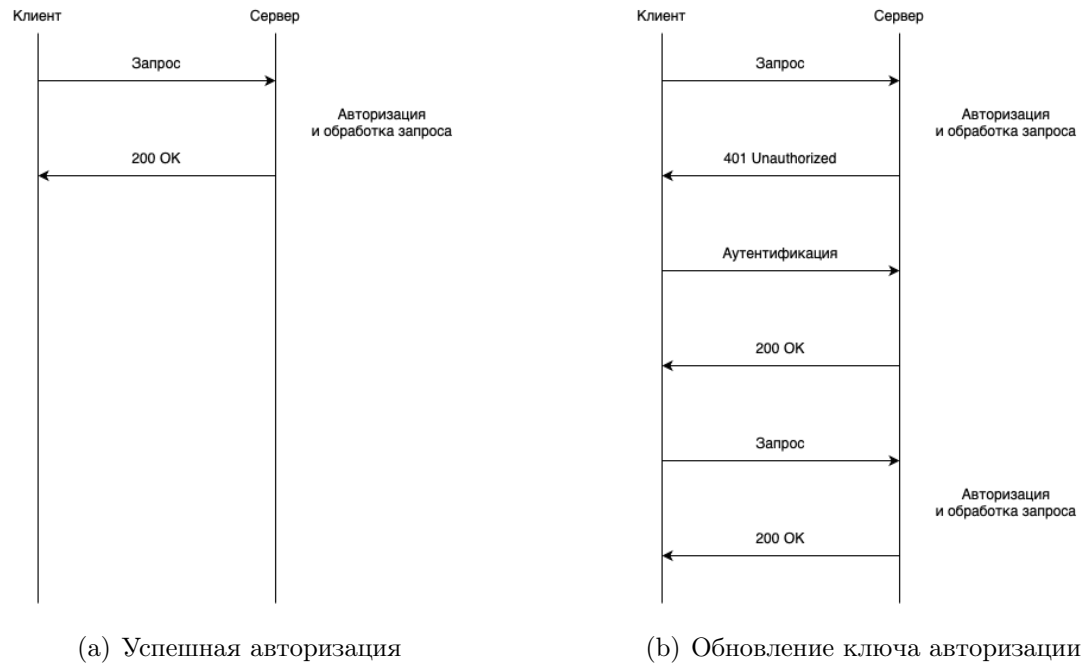 Клиент
Сервер
Запрос
Авторизация
и обработка запроса
200 OK
(a) Успешная авторизация
Клиент
Сервер
Запрос
Авторизация
и обработка запроса
401 Unauthorized
Аутентификация
200 OK
Запрос
Авторизация
и обработка запроса
200 OK
(b) Обновление ключа авторизации